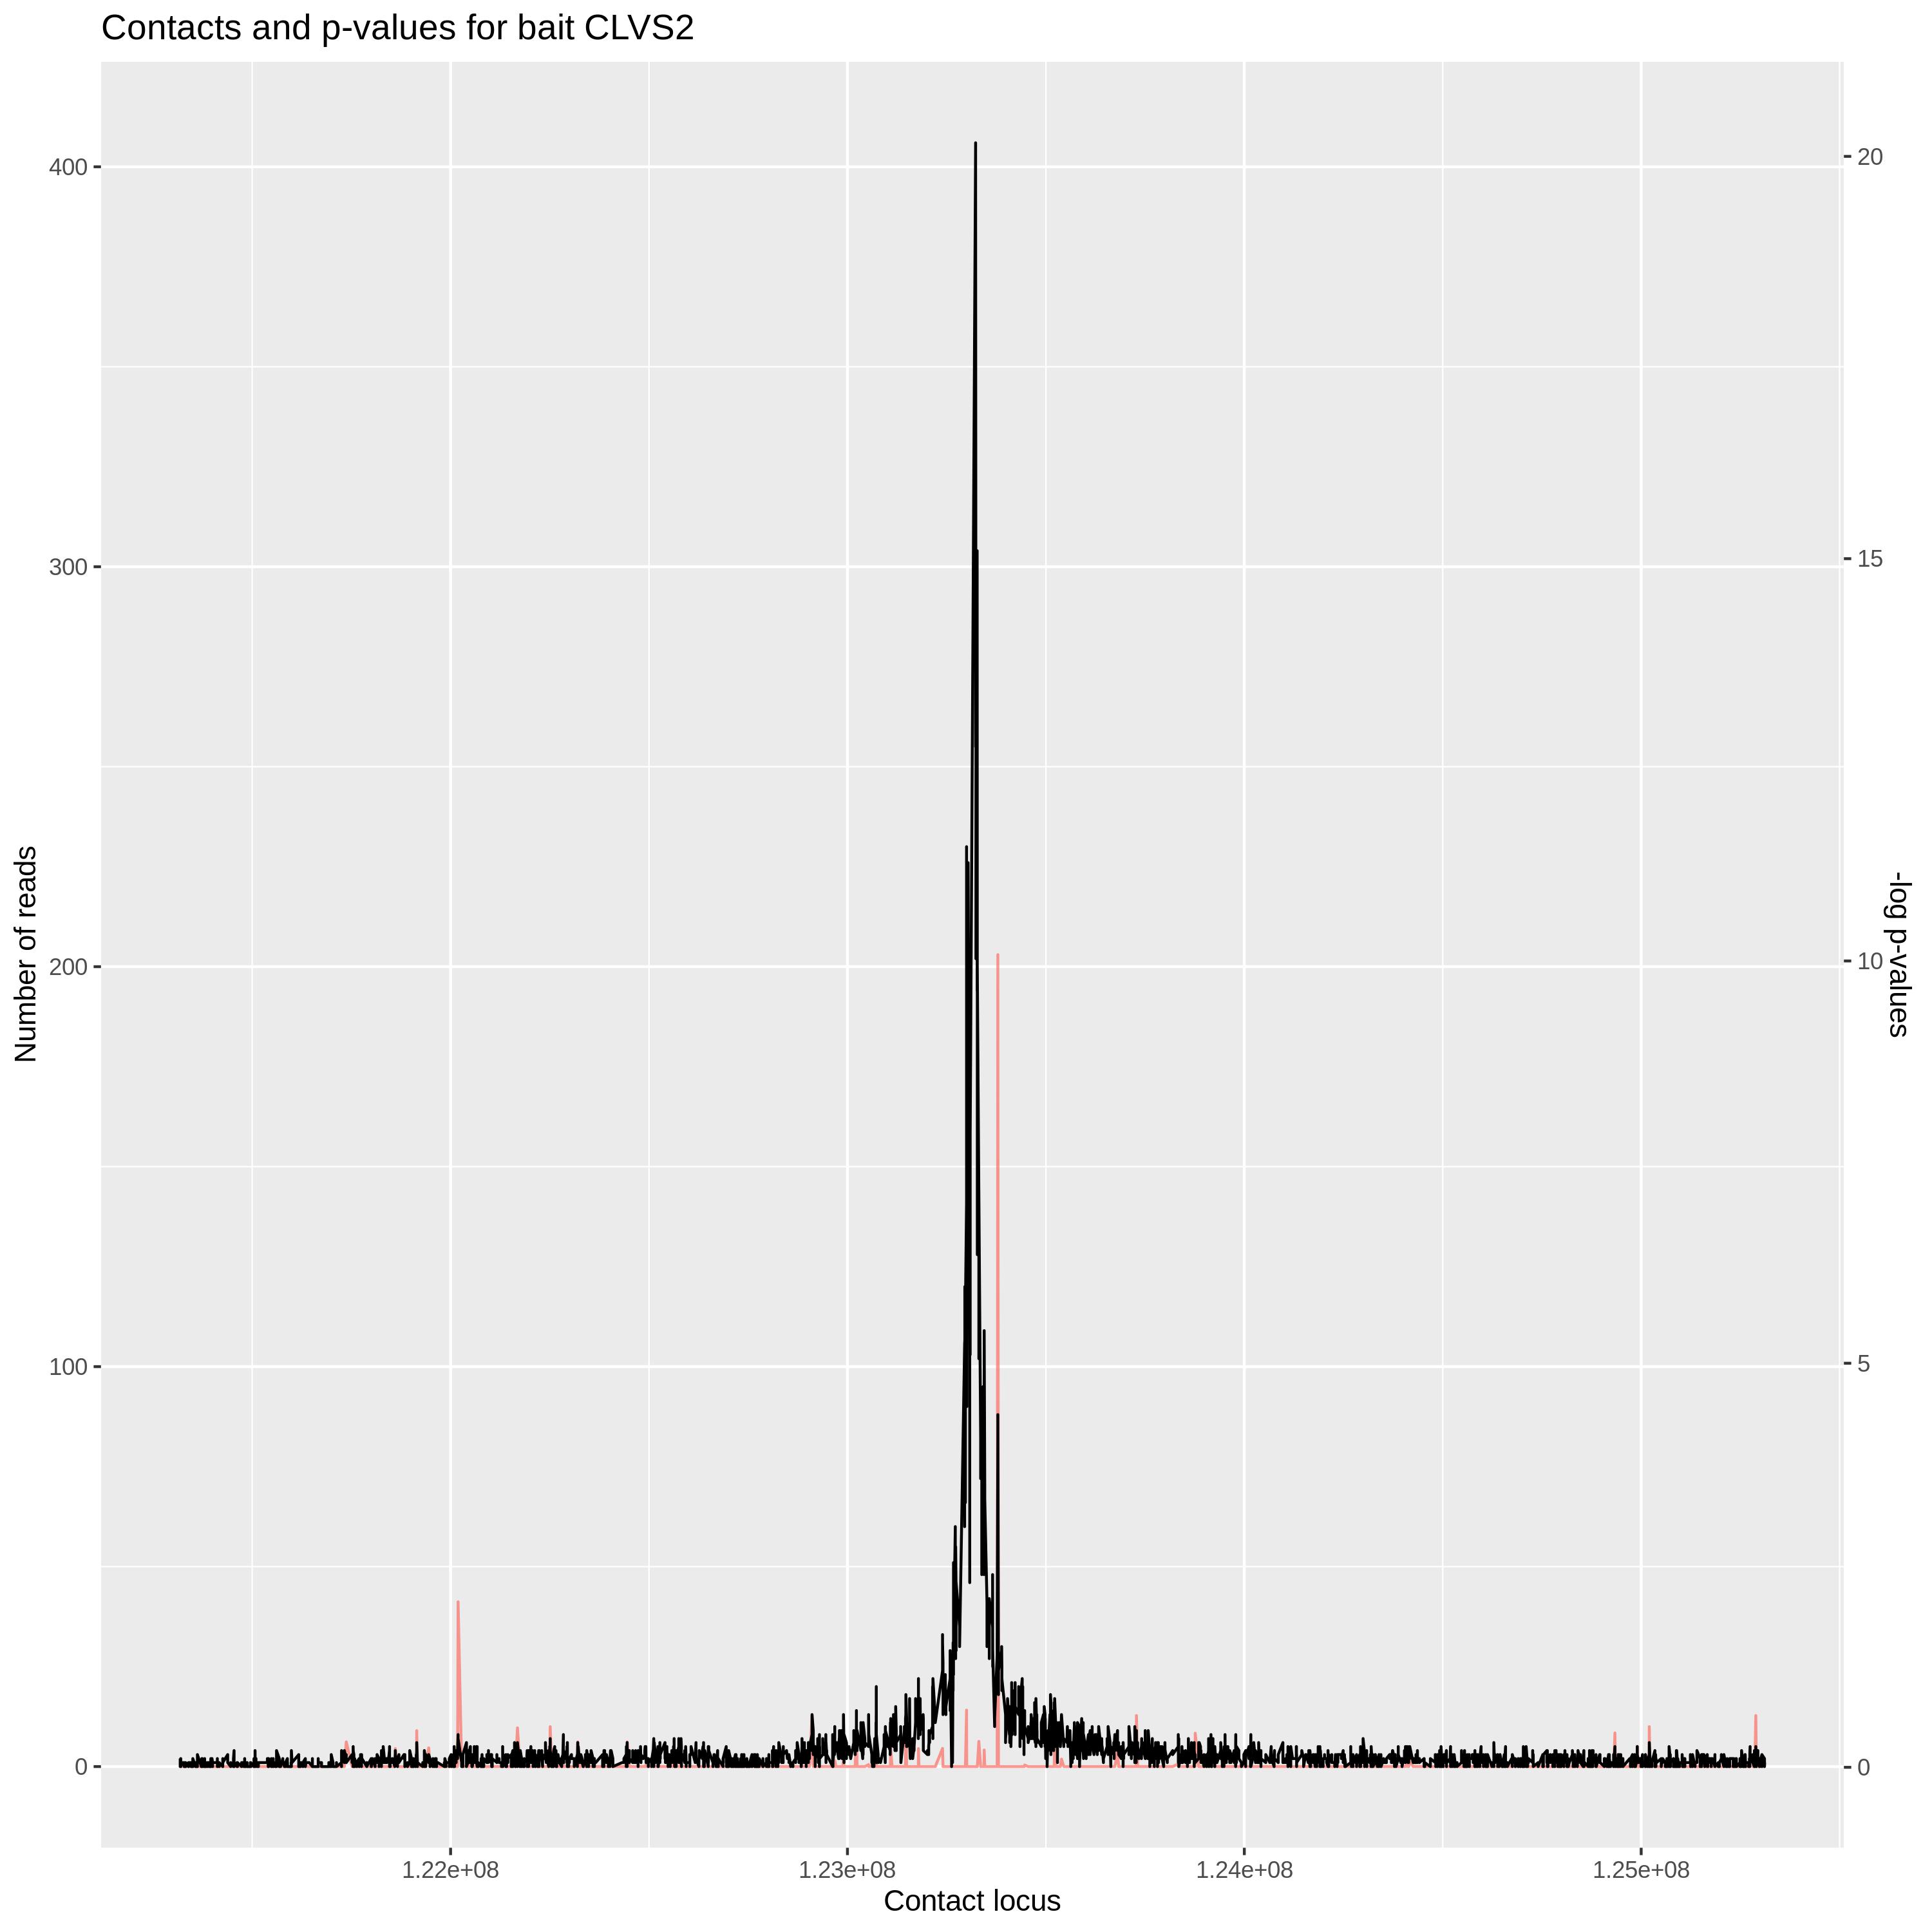 Contacts and p-values for bait CLVS2
400
300
200
100
0
Number of reads
20
15
10
5
0
-log p-values
1.22e+08
1.23e+08
1.24e+08
1.25e+08
Contact locus